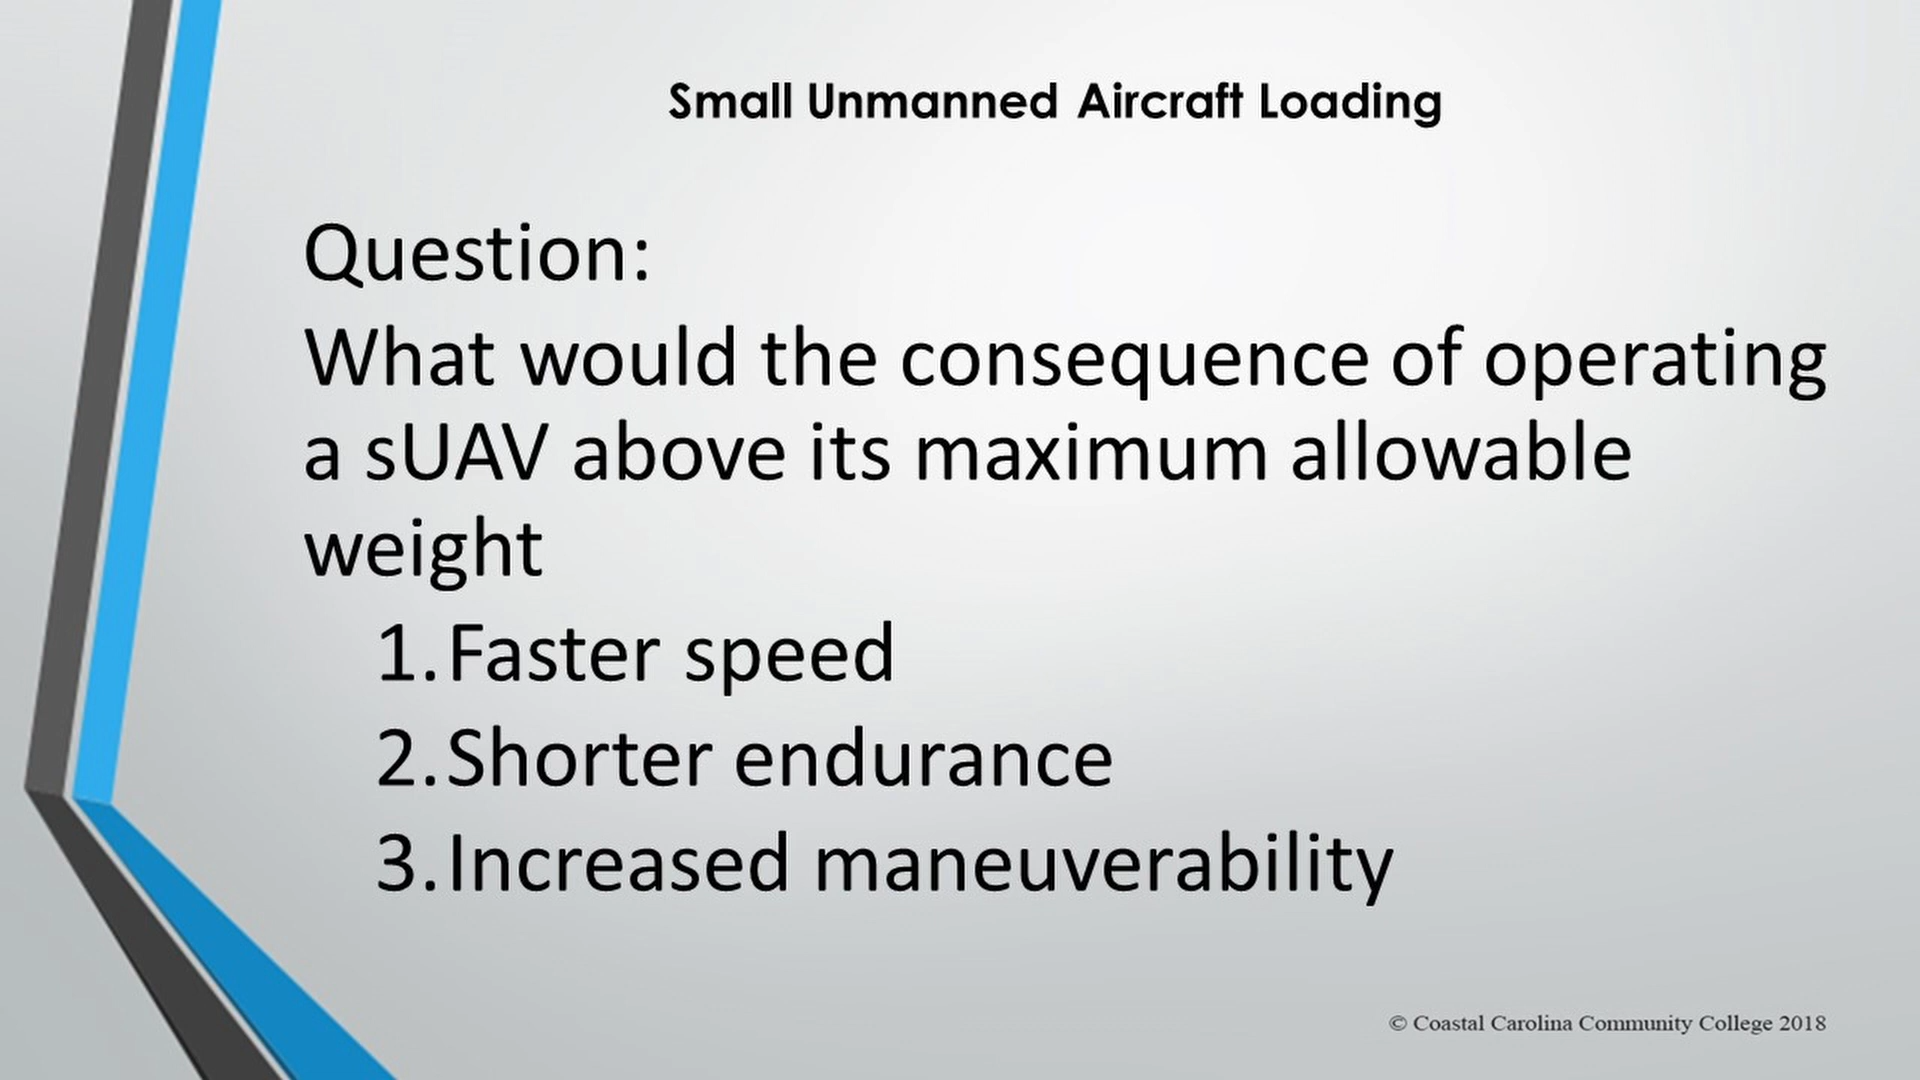 Small Unmanned Aircraft Loading
Question:
What would the consequence of operating
a sUAV above its maximum allowable
weight
1. Faster speed
2. Shorter endurance
3. Increased maneuverability
© Coastal Carolina Community College 2018